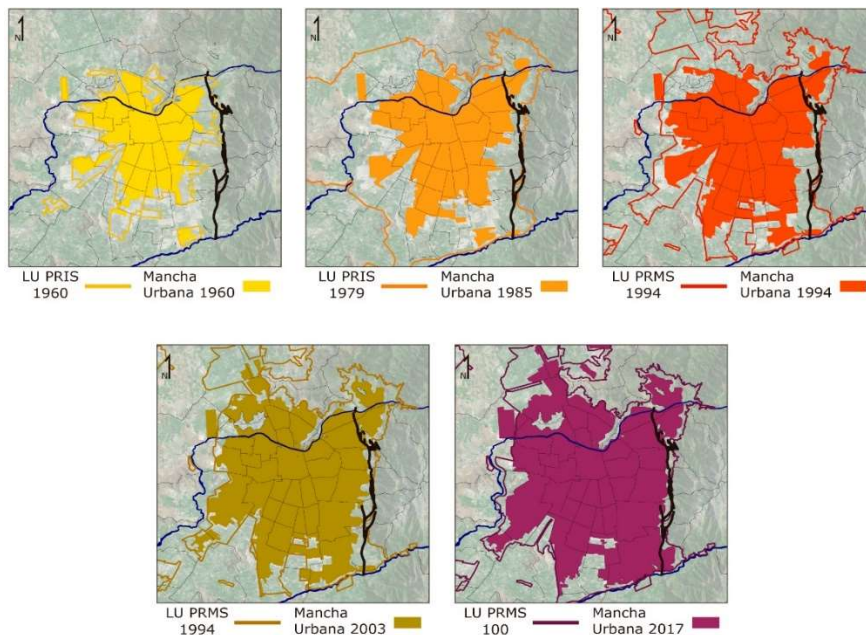 N
N
N
LU PRIS Mancha
1960 Urbana 1960
LU PRIS Mancha
1979 Urbana 1985
LU PRMS Mancha
1994 Urbana 1994
N
N
LU PRMS Mancha
1994 Urbana 2003
LU PRMS Mancha
100 Urbana 2017